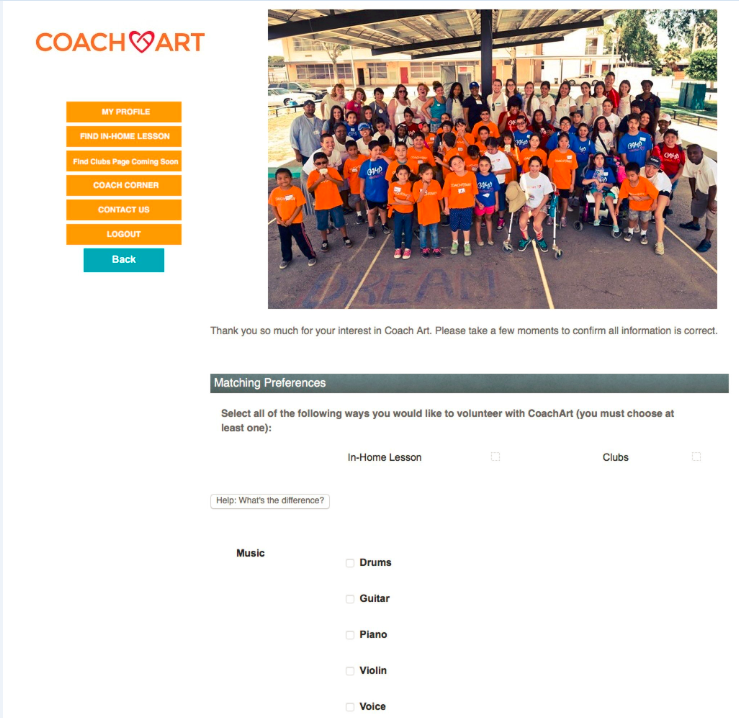 COACH ART
MY PROFILE
FIND IN-HOME LESSON
Find Clubs Page Coming Soon
COACH CORNER
CONTACT US
LOGOUT
Back
DREAM
Thank you so much for your interest in Coach Art. Please take a few moments to confirm all information is correct.
Matching Preferences
Select all of the following ways you would like to volunteer with CoachArt (you must choose at
least one):
In-Home Lesson Clubs
Help: What's the difference?
Music
Drums
Guitar
Piano
Violin
Voice